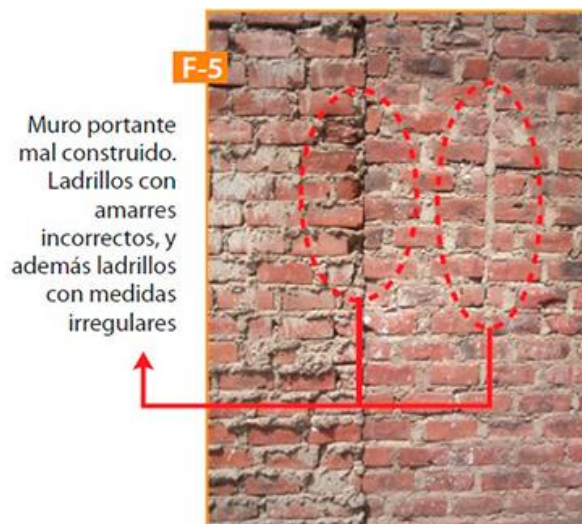 F-5
Muro portante
mal construido.
Ladrillos con
amarres
incorrectos, y
además ladrillos
con medidas
irregulares